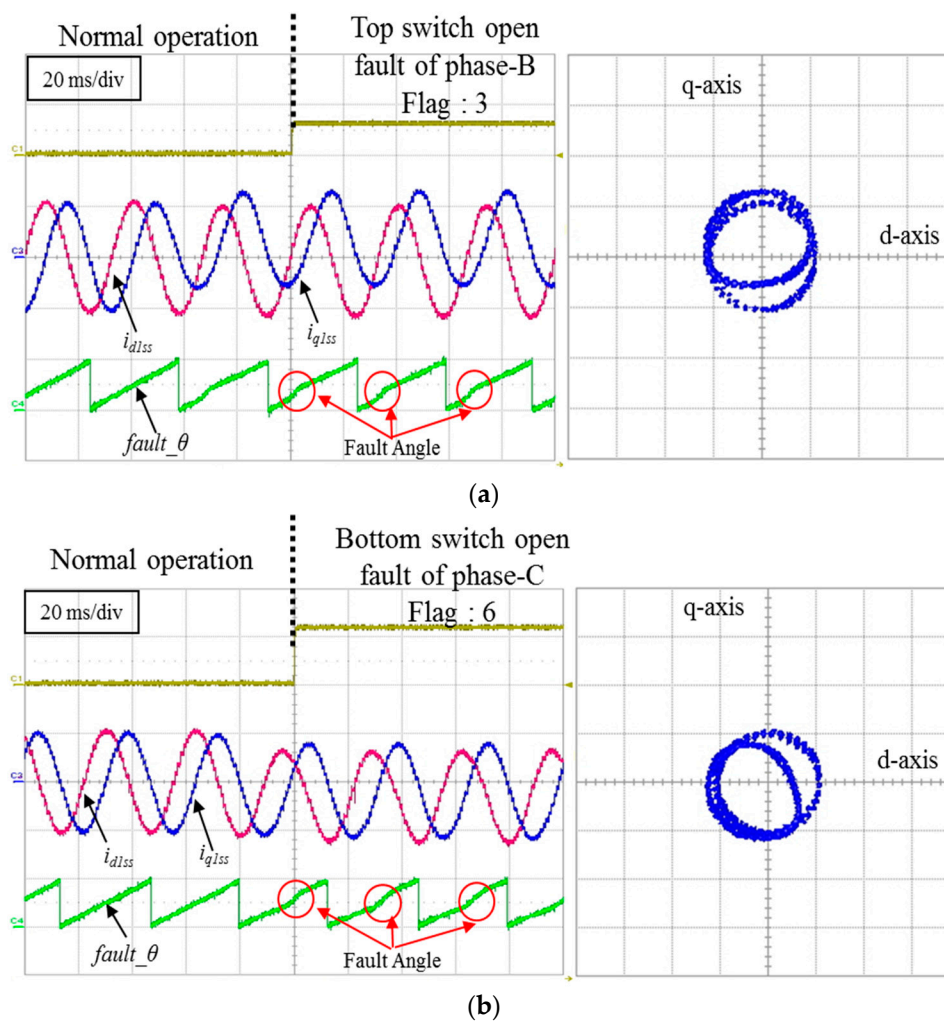 Normal operation
Top switch open
fault of phase-B
Flag : 3
20 ms/div
q-axis
d-axis
C1
C3
C4
i_d1ss
i_q1ss
fault_θ
Fault Angle
(a)
Normal operation
Bottom switch open
fault of phase-C
Flag : 6
20 ms/div
q-axis
d-axis
C1
C4
i_d1ss
i_q1ss
fault_θ
Fault Angle
(b)